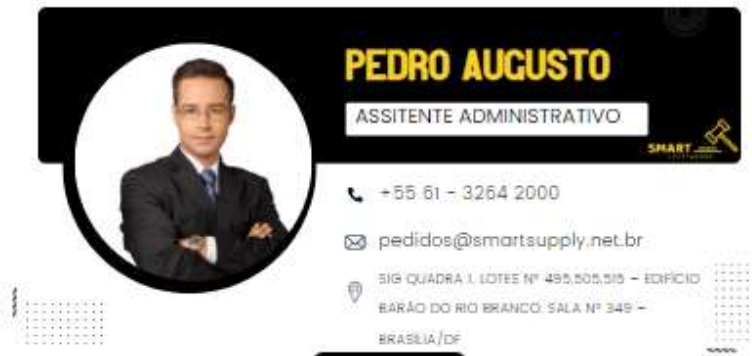 PEDRO AUGUSTO
ASSITENTE ADMINISTRATIVO
SMART
+55 61 - 3264 2000
pedidos@smartsupply.net.br
SIG QUADRA 1, LOTES Nº 495,505,515 – EDIFÍCIO
BARÃO DO RIO BRANCO. SALA Nº 349 –
BRASILIA/DF